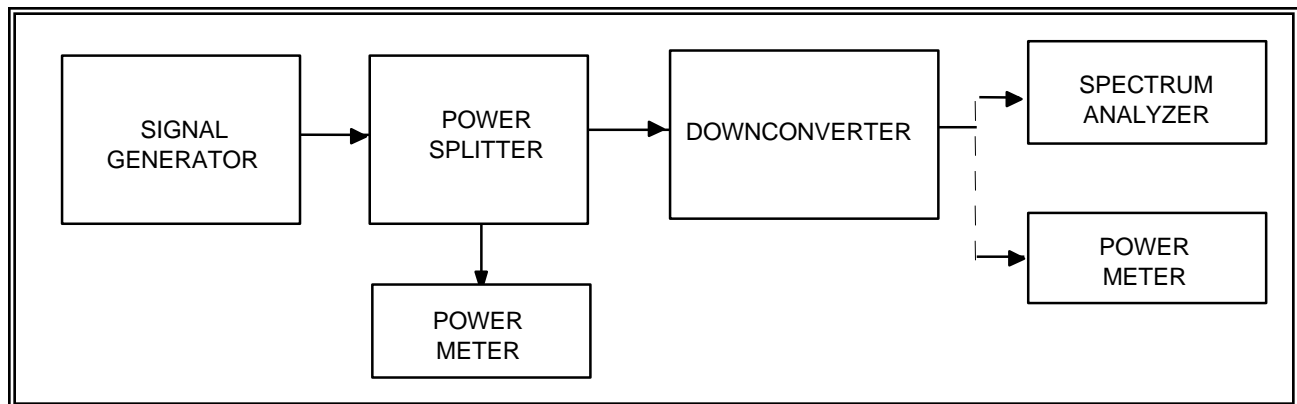 SIGNAL
GENERATOR
POWER
SPLITTER
DOWNCONVERTER
SPECTRUM
ANALYZER
POWER
METER
POWER
METER